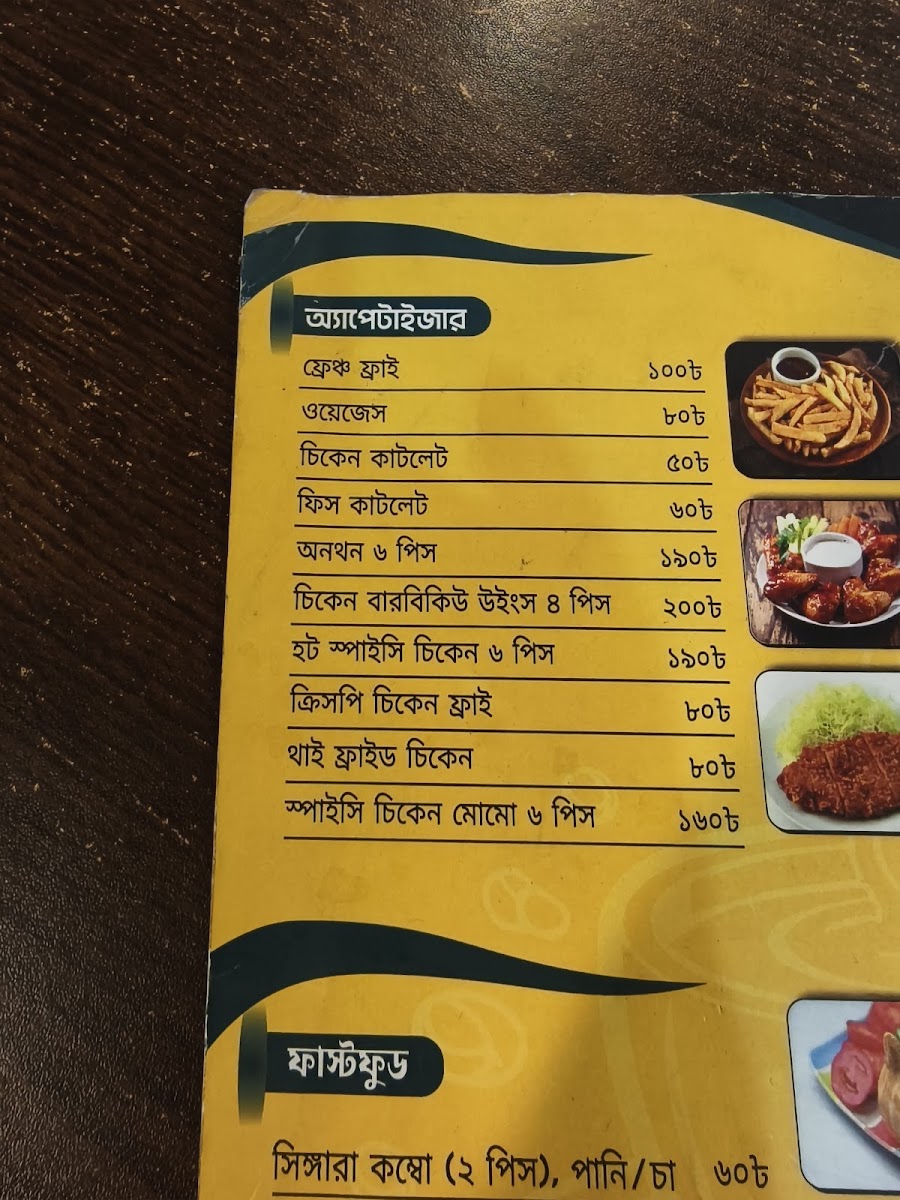 অ্যাপেটাইজার
ফ্রেঞ্চ ফ্রাই ১০০৳
ওয়েজেস ৮০৳
চিকেন কাটলেট ৫০৳
ফিস কাটলেট ৬০৳
অনথন ৬ পিস ১৯০৳
চিকেন বারবিকিউ উইংস ৪ পিস ২০০৳
হট স্পাইসি চিকেন ৬ পিস ১৯০৳
ক্রিসপি চিকেন ফ্রাই ৮০৳
থাই ফ্রাইড চিকেন ৮০৳
স্পাইসি চিকেন মোমো ৬ পিস ১৬০৳
ফাস্টফুড
সিঙ্গারা কম্বো (২ পিস), পানি/চা ৬০৳